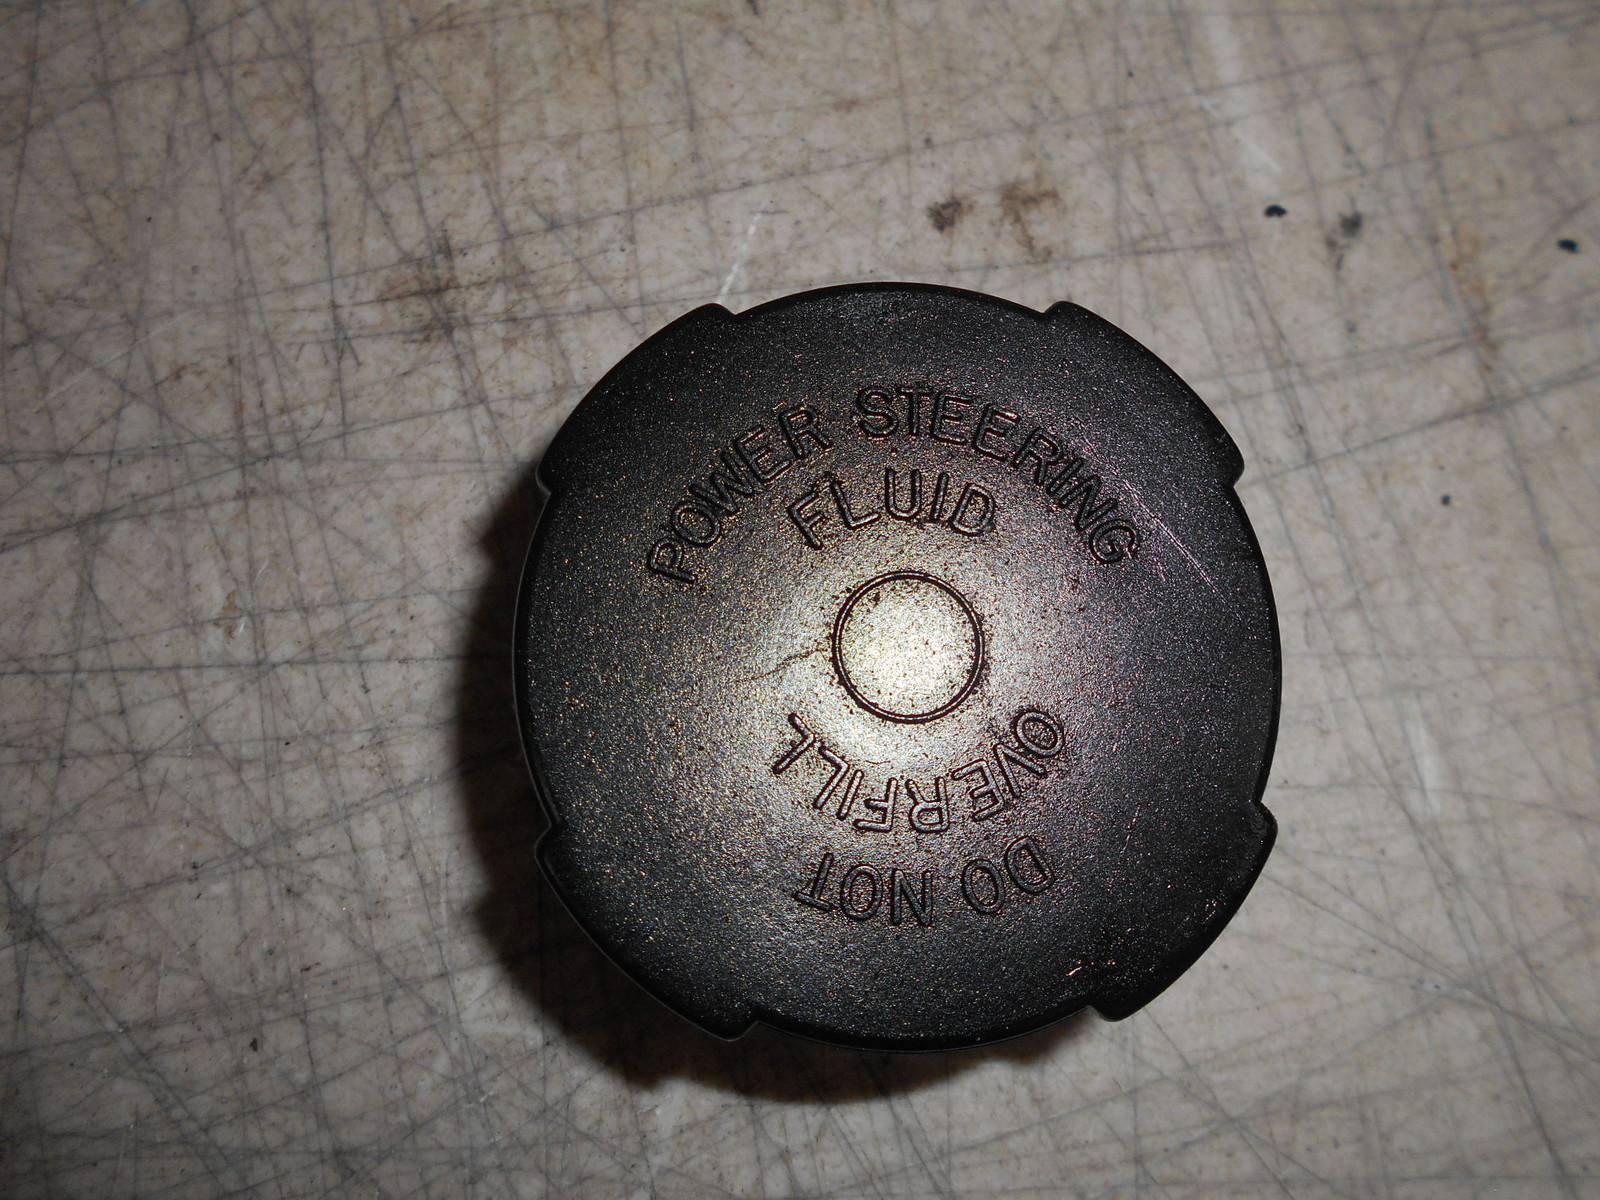 POWER STEERING
FLUID
DO NOT
OVERFILL